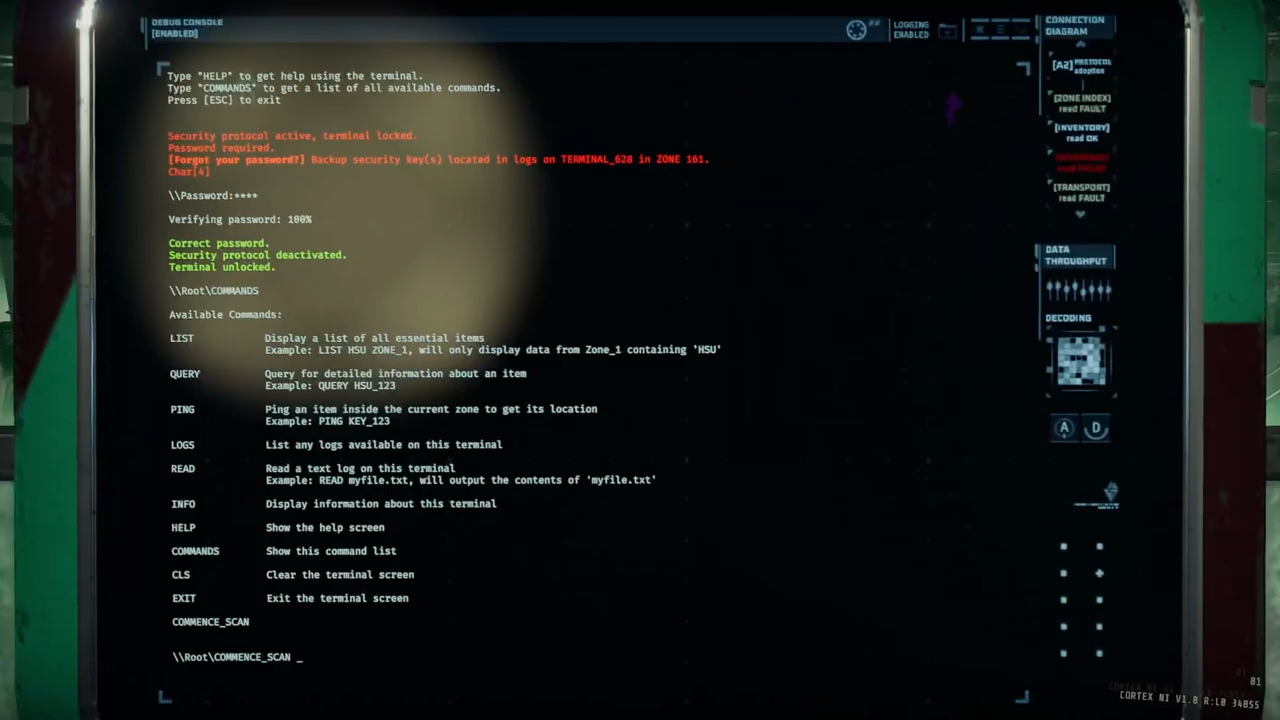 DEBUG CONSOLE
[ENABLED]
LOGGING
ENABLED
Type "HELP" to get help using the terminal.
Type "COMMANDS" to get a list of all available commands.
Press [ESC] to exit
Security protocol active, terminal locked.
Password required.
[Forgot your password?] Backup security key(s) located in logs on TERMINAL_628 in ZONE 161.
Char[4]
\\Password:****
Verifying password: 100%
Correct password.
Security protocol deactivated.
Terminal unlocked.
\\Root\COMMANDS
Available Commands:
LIST Display a list of all essential items
Example: LIST HSU ZONE_1, will only display data from Zone_1 containing 'HSU'
QUERY Query for detailed information about an item
Example: QUERY HSU_123
PING Ping an item inside the current zone to get its location
Example: PING KEY_123
LOGS List any logs available on this terminal
READ Read a text log on this terminal
Example: READ myfile.txt, will output the contents of 'myfile.txt'
INFO Display information about this terminal
HELP Show the help screen
COMMANDS Show this command list
CLS Clear the terminal screen
EXIT Exit the terminal screen
COMMENCE_SCAN
\\Root\COMMENCE_SCAN _
CONNECTION
DIAGRAM
[A2] PROTOCOL
adoption
[ZONE INDEX]
read FAULT
[INVENTORY]
read OK
[TRANSPORT]
read FAULT
DATA
THROUGHPUT
DECODING
A D
81
CORTEX NI V1.0 R:L0 34855